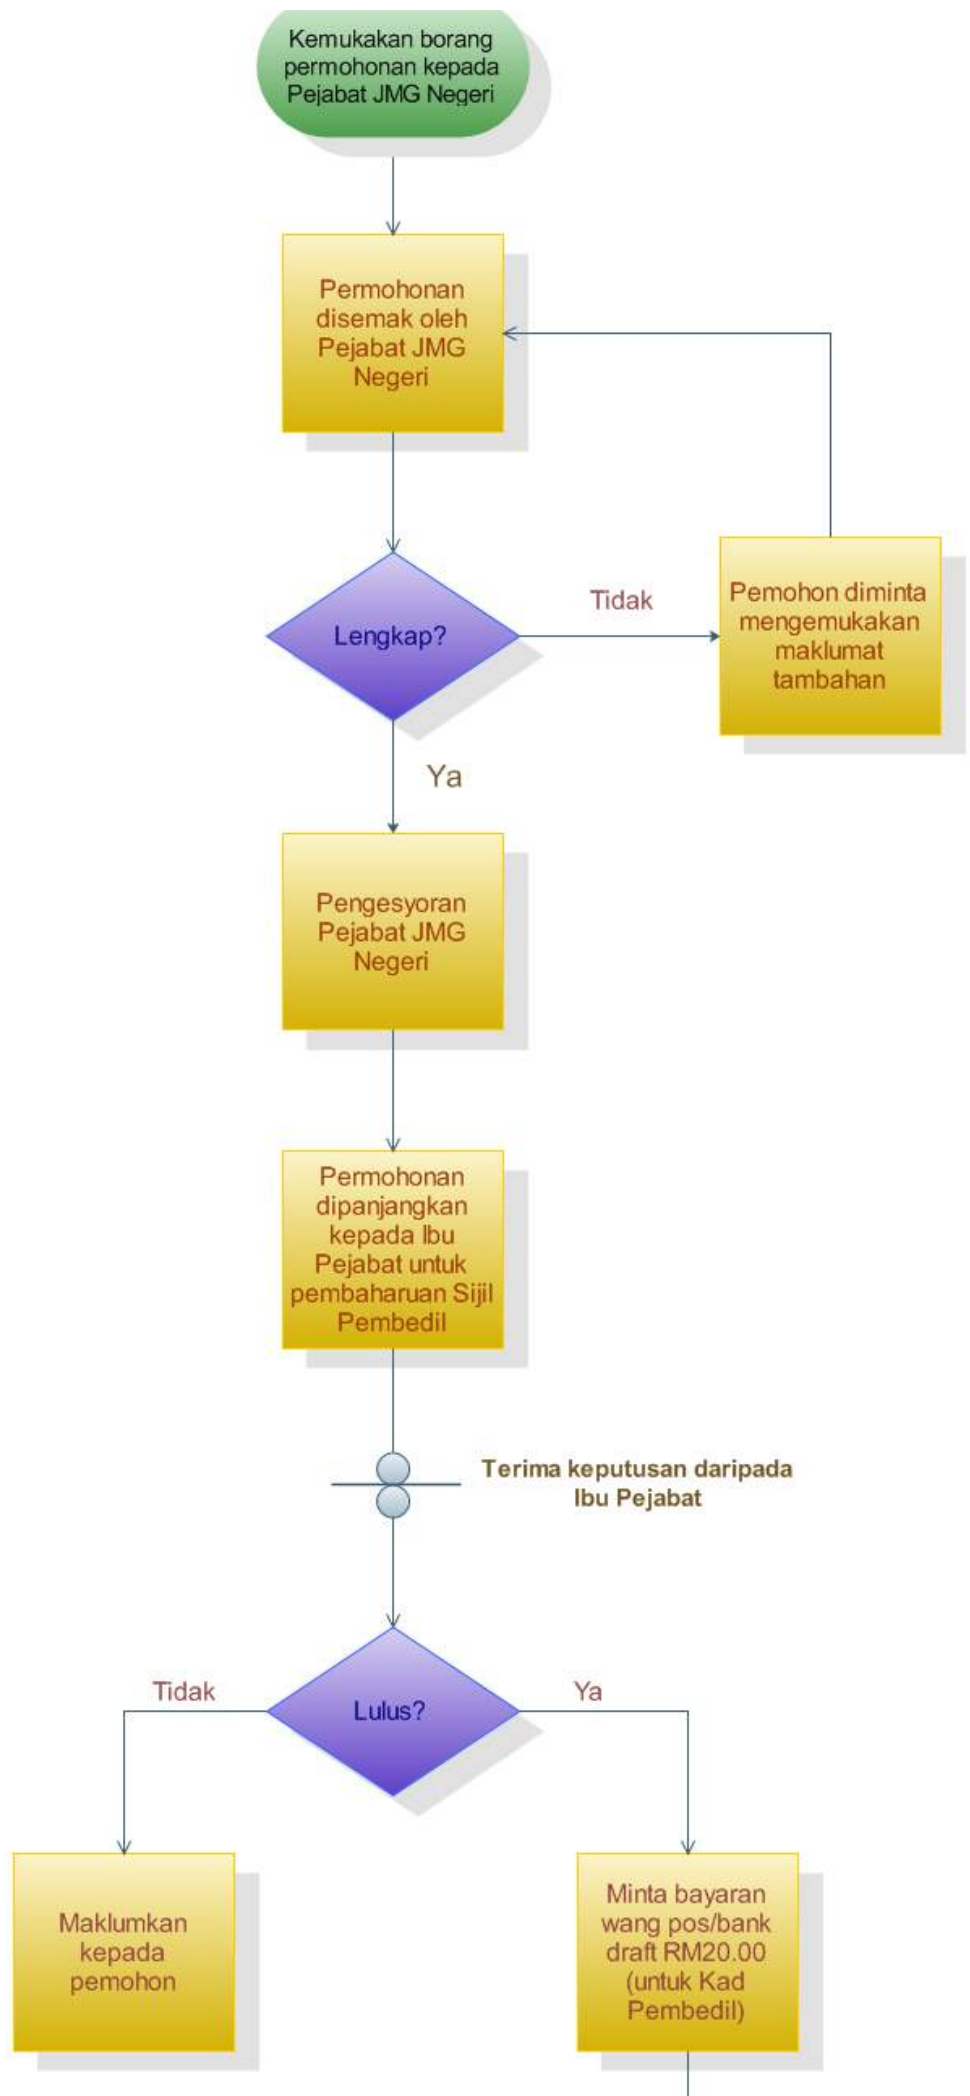 Kemukakan borang
permohonan kepada
Pejabat JMG Negeri
Permohonan
disemak oleh
Pejabat JMG
Negeri
Lengkap?
Tidak
Pemohon diminta
mengemukakan
maklumat
tambahan
Ya
Pengesyoran
Pejabat JMG
Negeri
Permohonan
dipanjangkan
kepada Ibu
Pejabat untuk
pembaharuan Sijil
Pembedil
Terima keputusan daripada
Ibu Pejabat
Tidak
Lulus?
Ya
Maklumkan
kepada
pemohon
Minta bayaran
wang pos/bank
draft RM20.00
(untuk Kad
Pembedil)